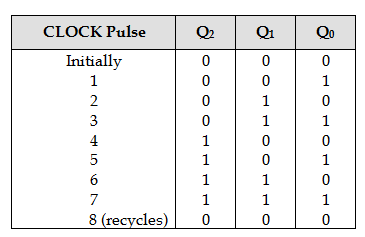 CLOCK Pulse Q2 Q1 Q0
Initially 0 0 0
1 0 0 1
2 0 1 0
3 0 1 1
4 1 0 0
5 1 0 1
6 1 1 0
7 1 1 1
8 (recycles) 0 0 0